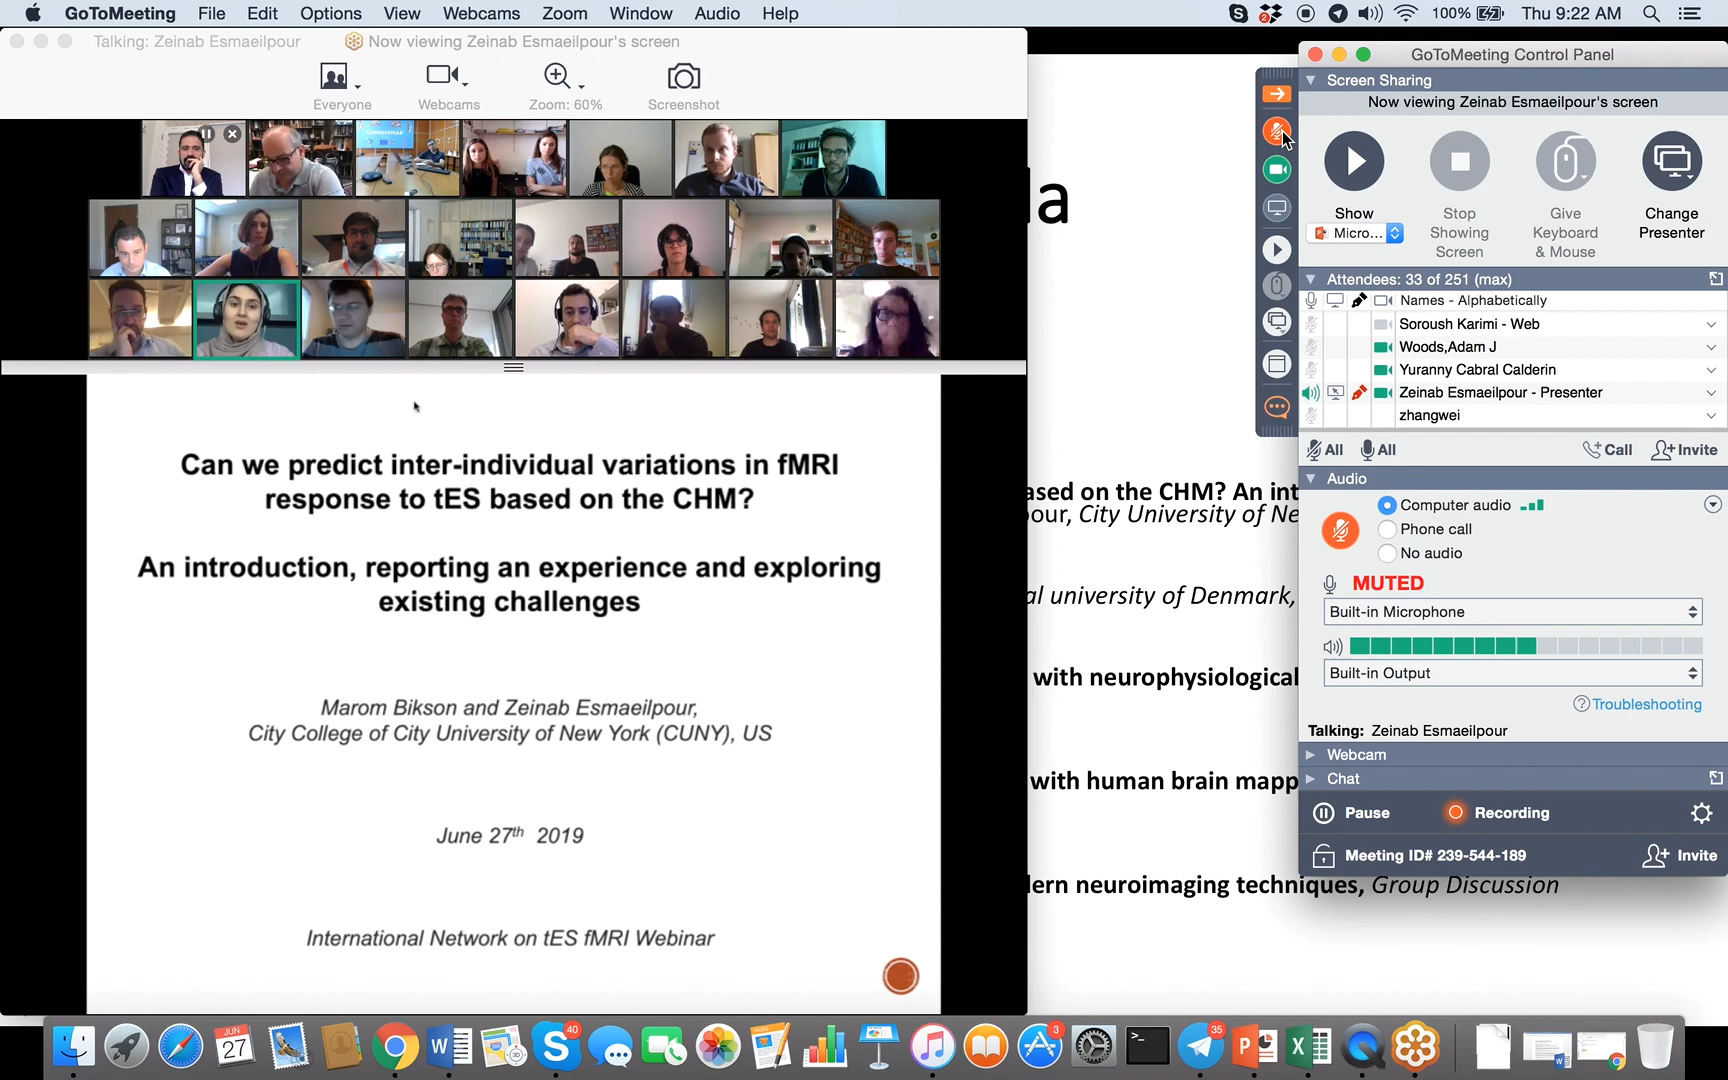 GoToMeeting File Edit Options View Webcams Zoom Window Audio Help
2 100% Thu 9:22 AM
Talking: Zeinab Esmaeilpour Now viewing Zeinab Esmaeilpour's screen
Everyone Webcams Zoom: 60% Screenshot
Can we predict inter-individual variations in fMRI
response to tES based on the CHM?
An introduction, reporting an experience and exploring
existing challenges
Marom Bikson and Zeinab Esmaeilpour,
City College of City University of New York (CUNY), US
June 27th 2019
International Network on tES fMRI Webinar
la
ased on the CHM? An int
our, City University of Ne
al university of Denmark,
with neurophysiological
with human brain mapp
dern neuroimaging techniques, Group Discussion
GoToMeeting Control Panel
Screen Sharing
Now viewing Zeinab Esmaeilpour's screen
Show
Micro...
Stop
Showing
Screen
Give
Keyboard
& Mouse
Change
Presenter
Attendees: 33 of 251 (max)
Names - Alphabetically
Soroush Karimi - Web
Woods,Adam J
Yuranny Cabral Calderin
Zeinab Esmaeilpour - Presenter
zhangwei
All All Call Invite
Audio
Computer audio
Phone call
No audio
MUTED
Built-in Microphone
Built-in Output
Troubleshooting
Talking: Zeinab Esmaeilpour
Webcam
Chat
Pause Recording
Meeting ID# 239-544-189 Invite
JUN
27
40
3
35